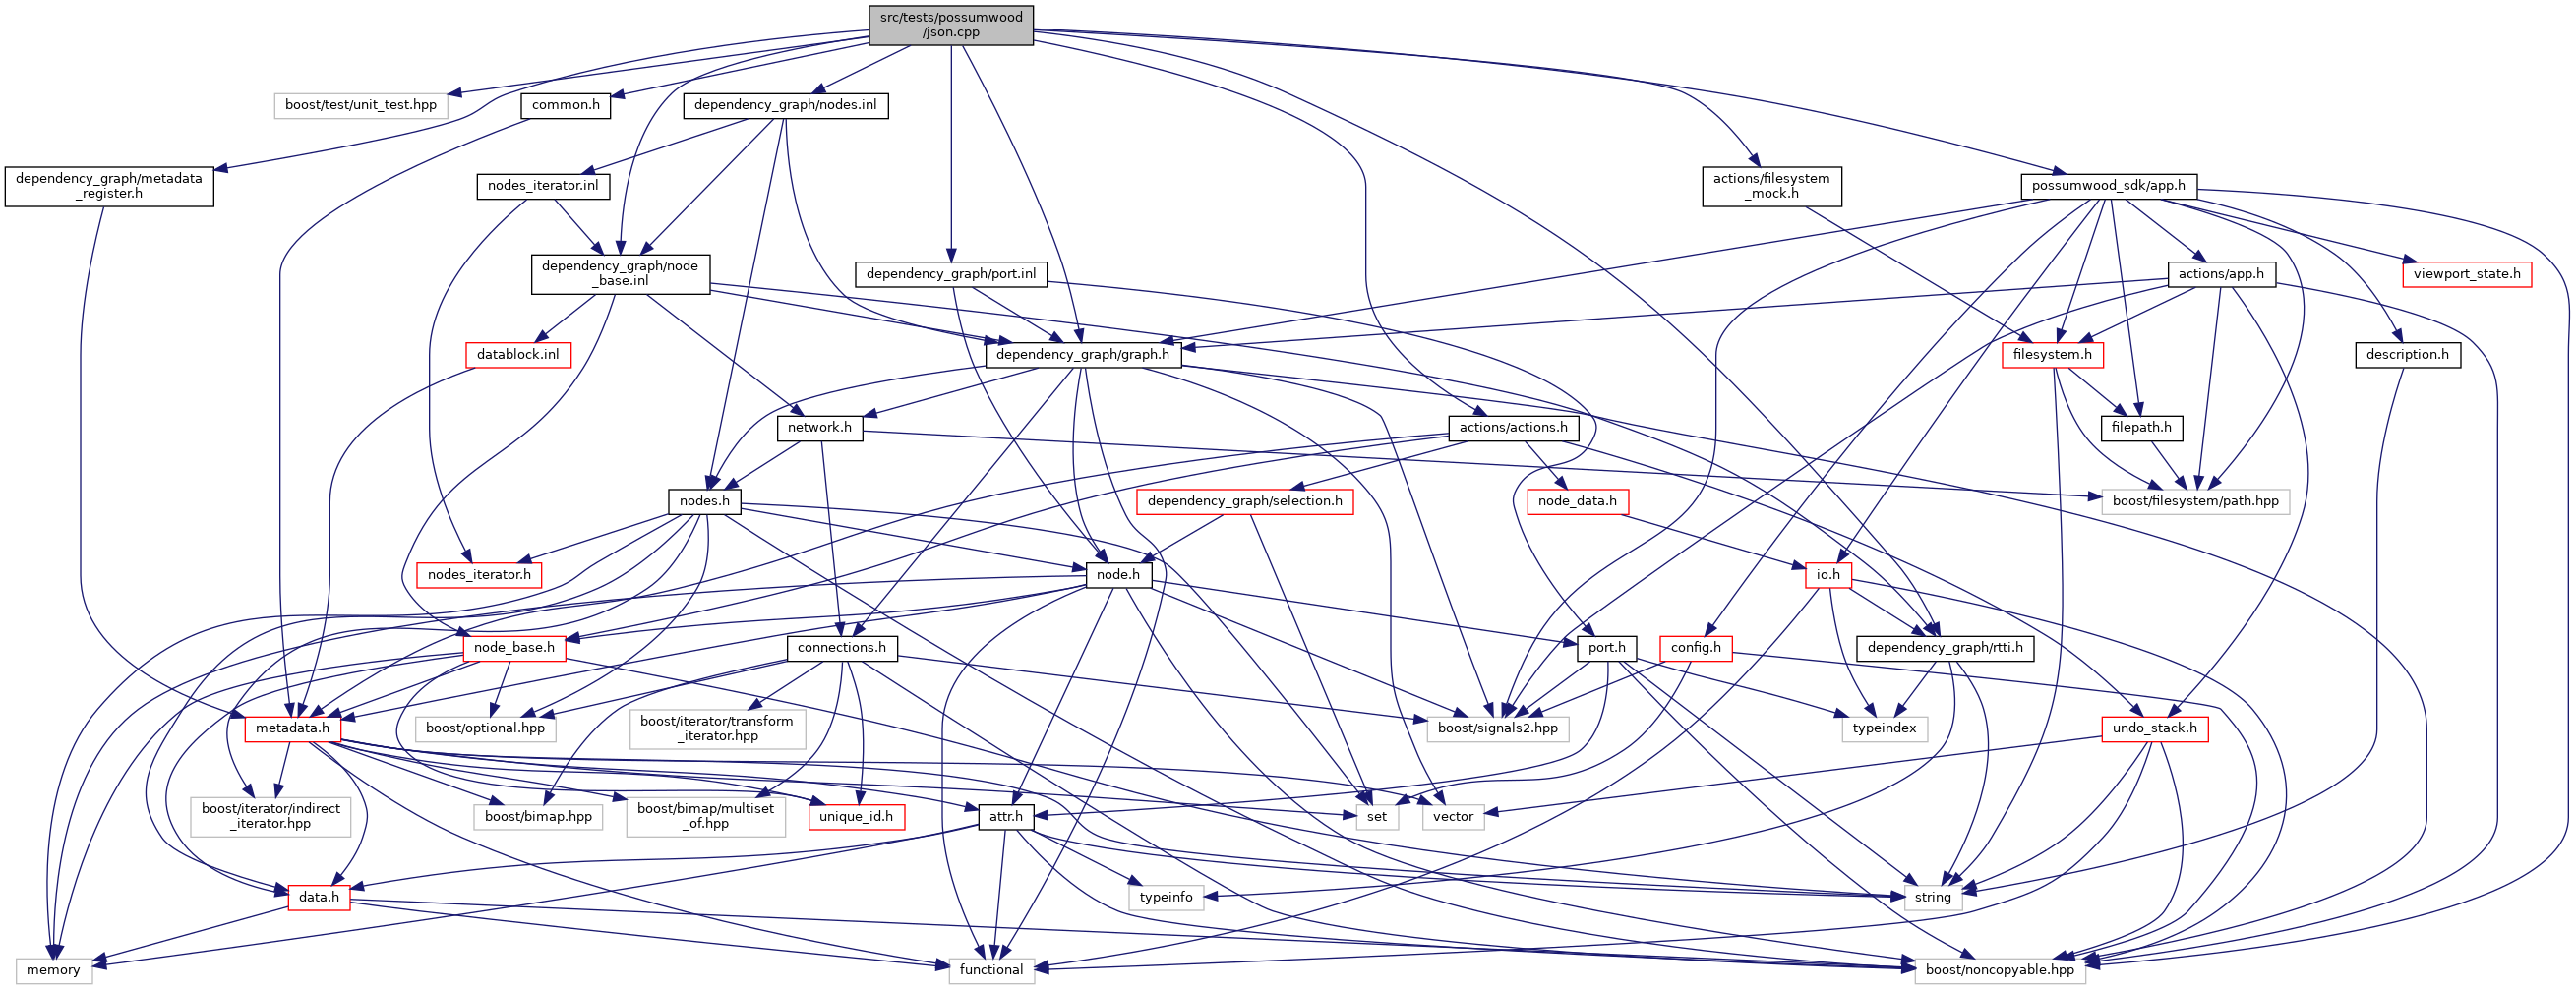 src/tests/possumwood
/json.cpp
boost/test/unit_test.hpp
common.h
dependency_graph/nodes.inl
dependency_graph/metadata
_register.h
nodes_iterator.inl
actions/filesystem
_mock.h
possumwood_sdk/app.h
dependency_graph/node
_base.inl
dependency_graph/port.inl
actions/app.h
viewport_state.h
datablock.inl
dependency_graph/graph.h
filesystem.h
description.h
network.h
actions/actions.h
filepath.h
nodes.h
dependency_graph/selection.h
node_data.h
boost/filesystem/path.hpp
nodes_iterator.h
node.h
io.h
node_base.h
connections.h
port.h
config.h
dependency_graph/rtti.h
metadata.h
boost/optional.hpp
boost/iterator/transform
_iterator.hpp
boost/signals2.hpp
typeindex
undo_stack.h
boost/iterator/indirect
_iterator.hpp
boost/bimap.hpp
boost/bimap/multiset
_of.hpp
unique_id.h
attr.h
set
vector
data.h
typeinfo
string
memory
functional
boost/noncopyable.hpp